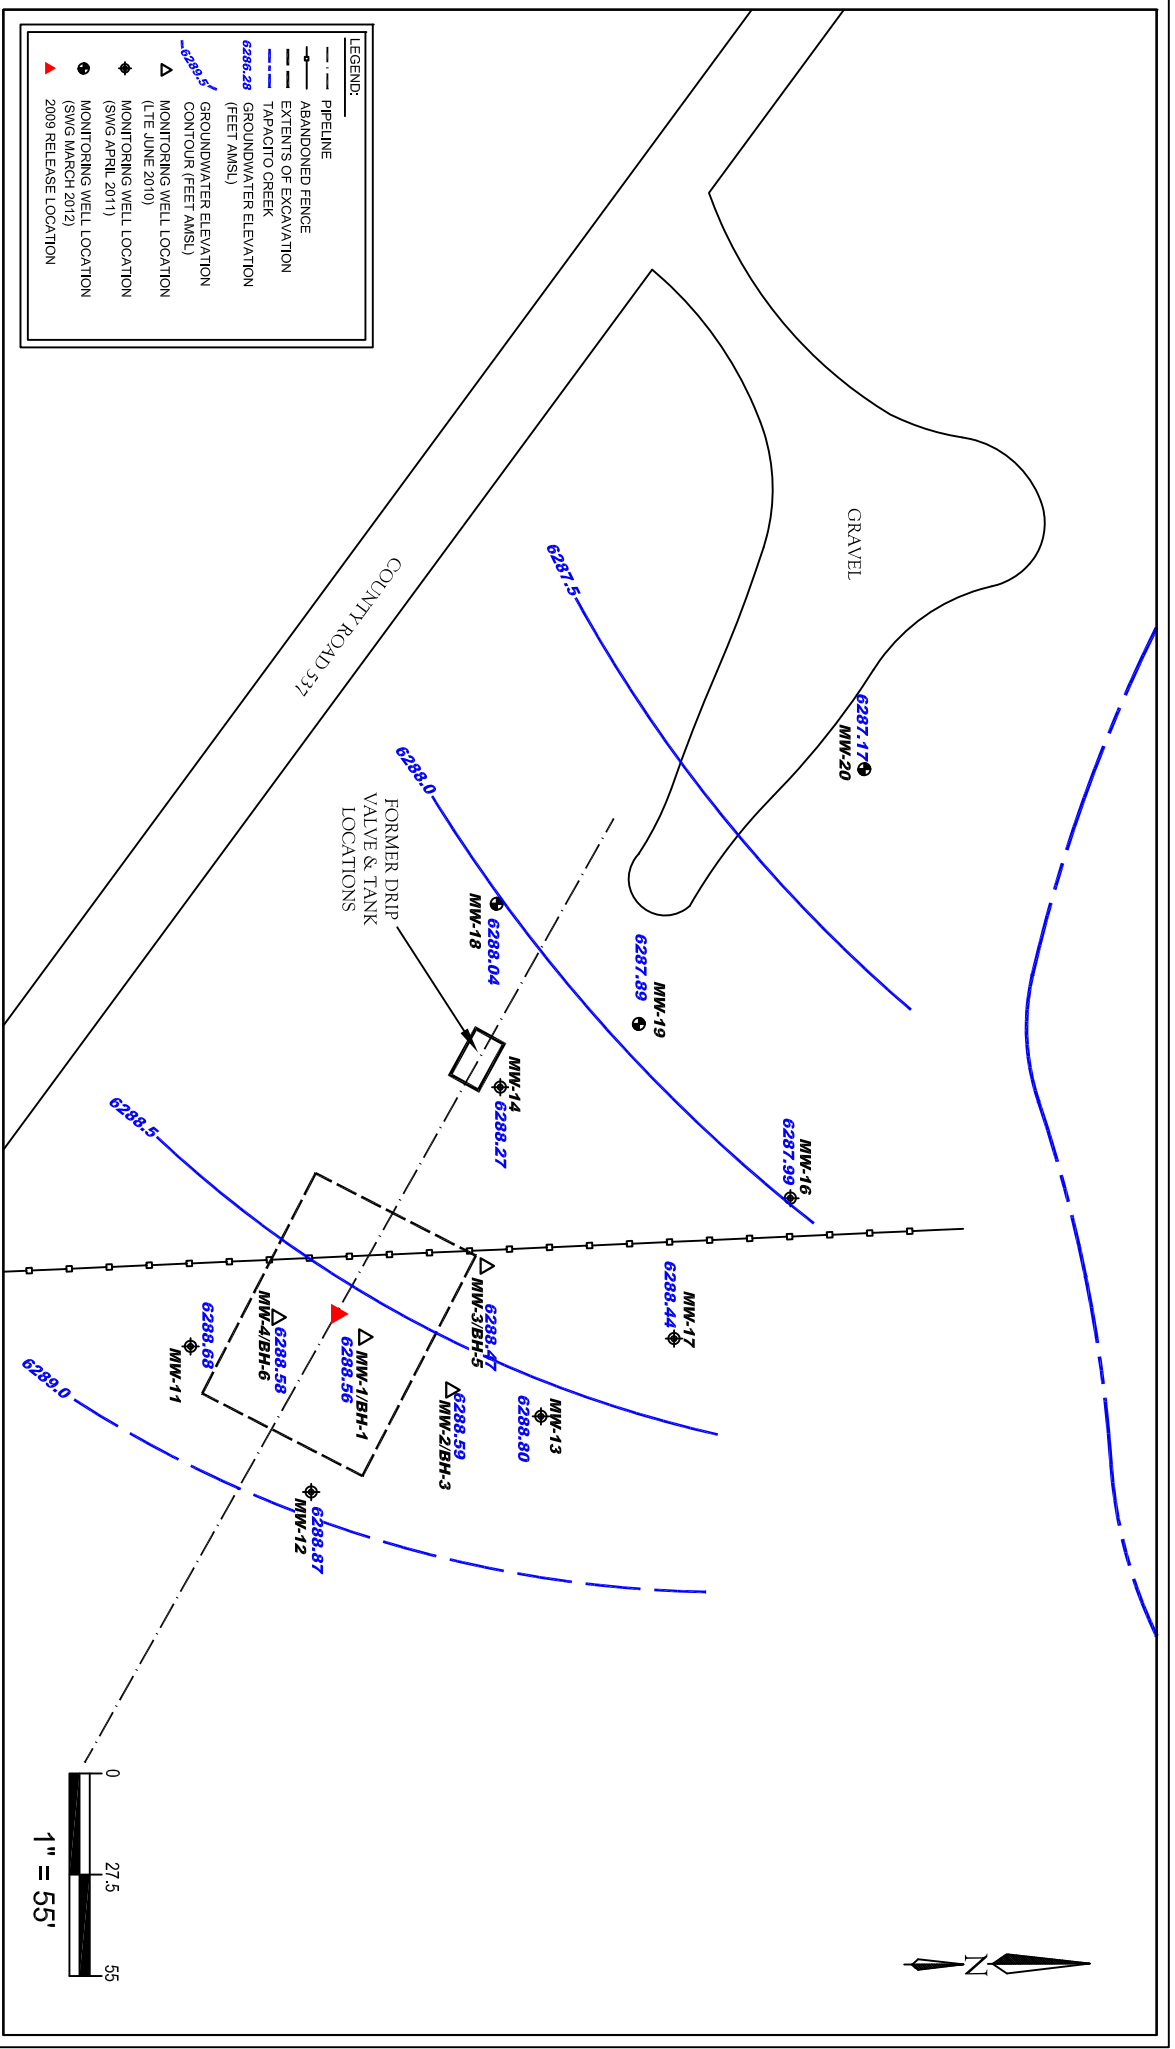 LEGEND:
PIPELINE
ABANDONED FENCE
EXTENTS OF EXCAVATION
TAPACITO CREEK
6286.28
GROUNDWATER ELEVATION
(FEET AMSL)
6289.5
GROUNDWATER ELEVATION
CONTOUR (FEET AMSL)
MONITORING WELL LOCATION
(LTE JUNE 2010)
MONITORING WELL LOCATION
(SWG APRIL 2011)
MONITORING WELL LOCATION
(SWG MARCH 2012)
2009 RELEASE LOCATION
GRAVEL
COUNTY ROAD 537
6287.5
6287.17
MW-20
6288.0
FORMER DRIP
VALVE & TANK
LOCATIONS
6288.04
MW-18
MW-19
6287.89
MW-14
6288.27
MW-16
6287.99
6288.5
MW-17
6288.44
6288.47
MW-3/BH-5
MW-13
6288.80
6288.59
MW-2/BH-3
MW-1/BH-1
6288.56
6288.58
MW-4/BH-6
6288.68
MW-11
6289.0
6288.87
MW-12
0
27.5
55
1" = 55'
N